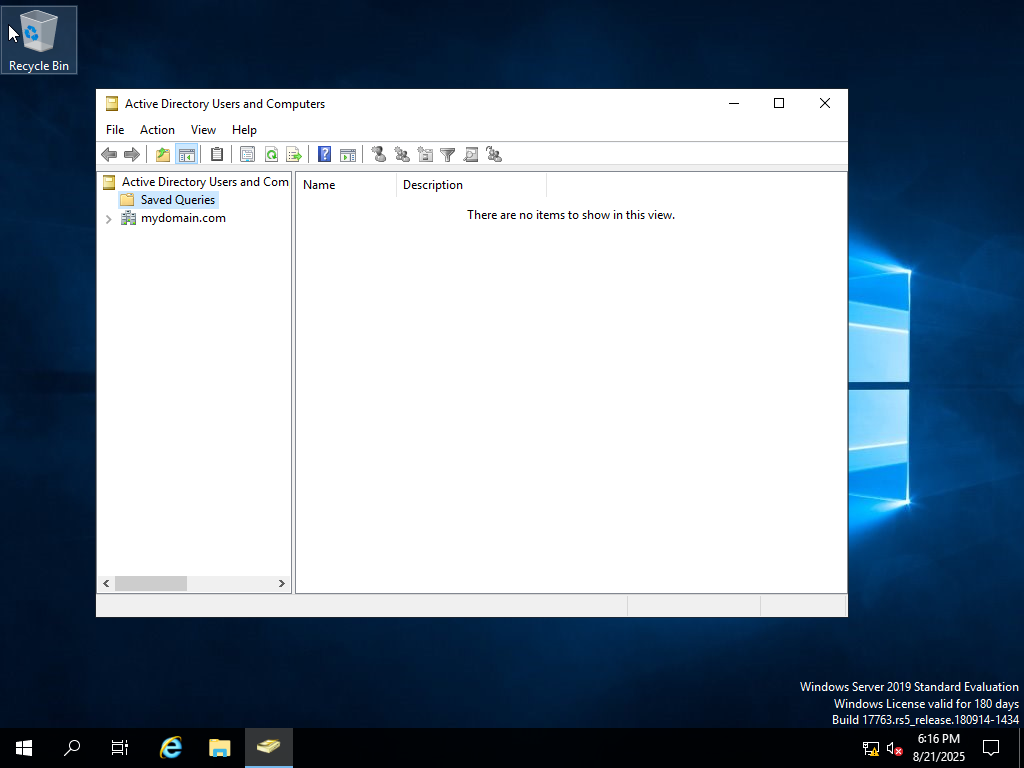 Recycle Bin
Active Directory Users and Computers
File Action View Help
Active Directory Users and Com
Saved Queries
mydomain.com
Name Description
There are no items to show in this view.
Windows Server 2019 Standard Evaluation
Windows License valid for 180 days
Build 17763.rs5_release.180914-1434
6:16 PM
8/21/2025